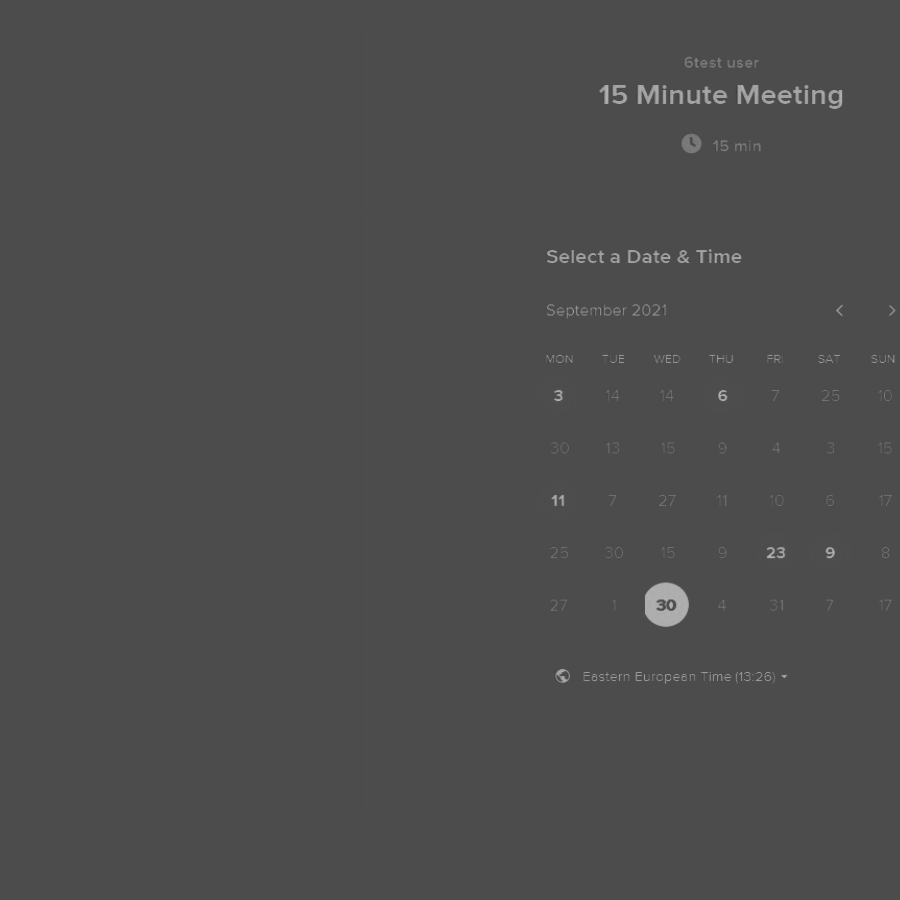 6test user
15 Minute Meeting
15 min
Select a Date & Time
September 2021
MON TUE WED THU FRI SAT SUN
3 14 14 6 7 25 10
30 13 15 9 4 3 15
11 7 27 11 10 6 17
25 30 15 9 23 9 8
27 1 30 4 31 7 17
Eastern European Time (13:26)